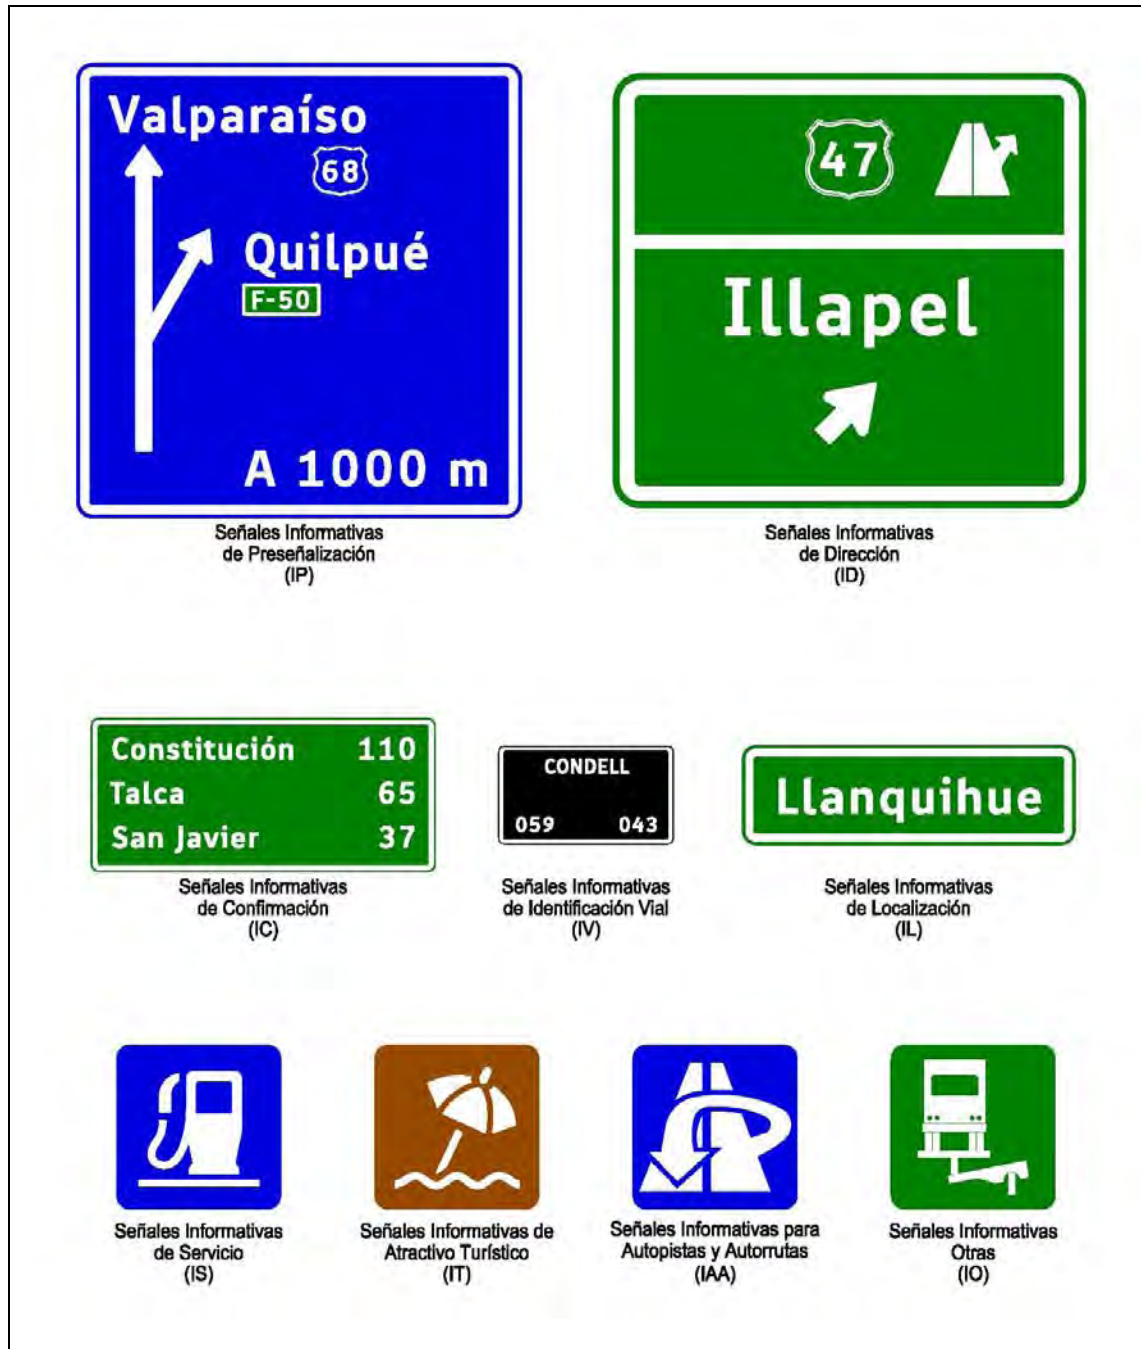 Valparaíso
68
Quilpué
F-50
A 1000 m
Señales Informativas
de Preseñalización
(IP)
47
Illapel
Señales Informativas
de Dirección
(ID)
Constitución 110
Talca 65
San Javier 37
Señales Informativas
de Confirmación
(IC)
CONDELL
059 043
Señales Informativas
de Identificación Vial
(IV)
Llanquihue
Señales Informativas
de Localización
(IL)
Señales Informativas
de Servicio
(IS)
Señales Informativas de
Atractivo Turístico
(IT)
Señales Informativas para
Autopistas y Autorrutas
(IAA)
Señales Informativas
Otras
(IO)